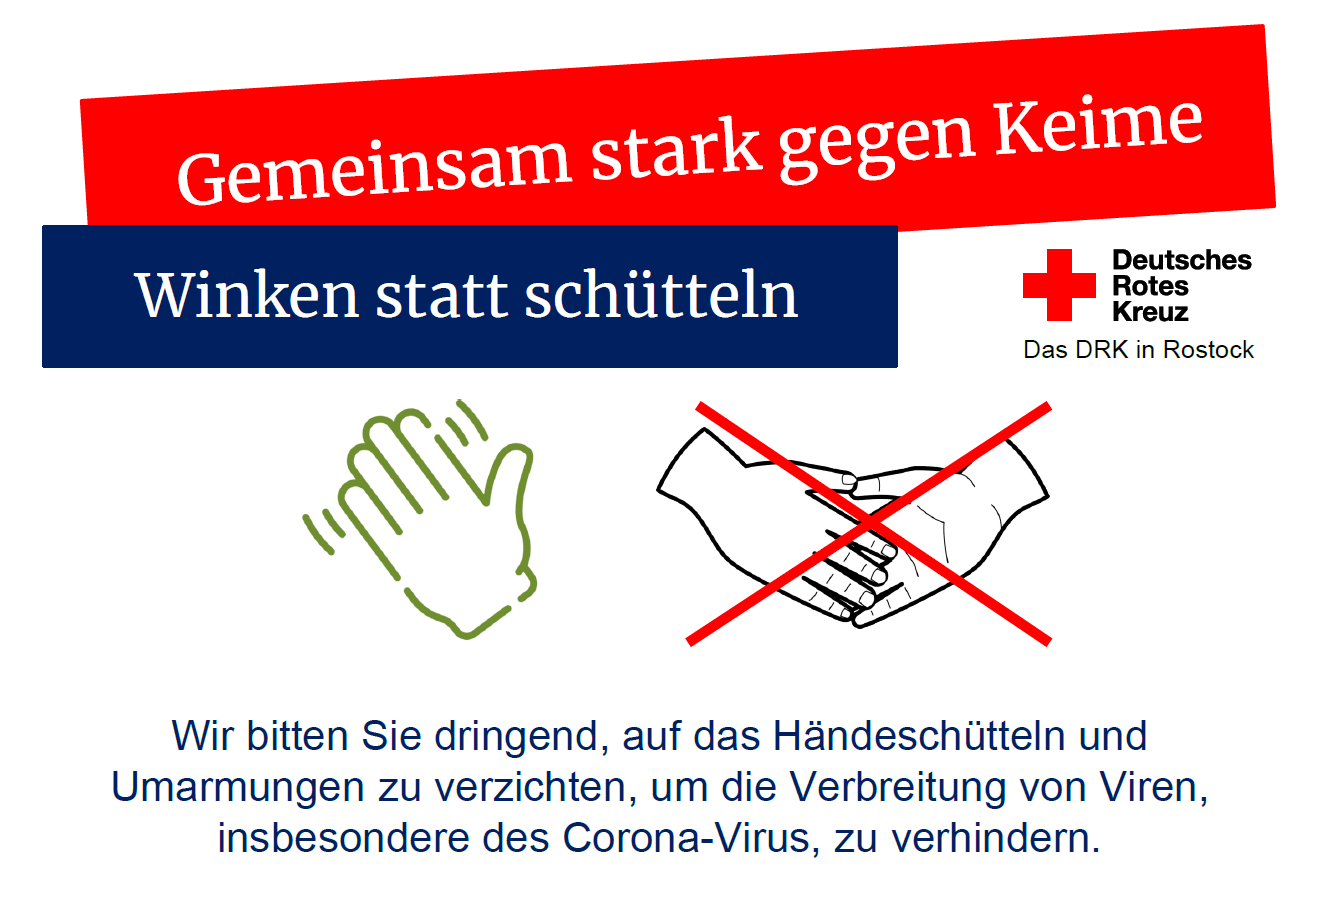 Gemeinsam stark gegen Keime
Winken statt schütteln
Deutsches
Rotes
Kreuz
Das DRK in Rostock
Wir bitten Sie dringend, auf das Händeschütteln und
Umarmungen zu verzichten, um die Verbreitung von Viren,
insbesondere des Corona-Virus, zu verhindern.